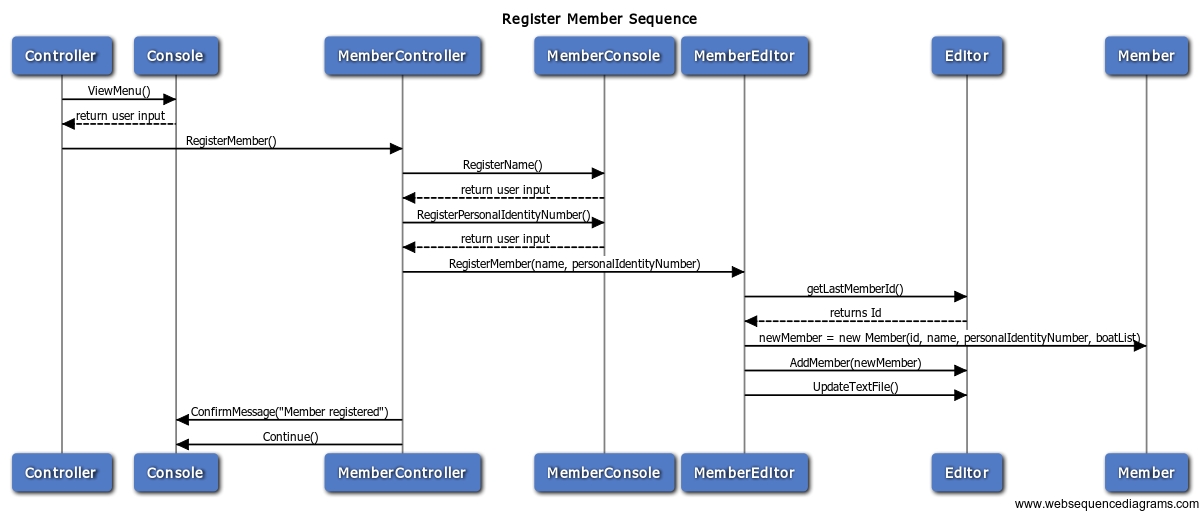 Register Member Sequence
Controller
Console
MemberController
MemberConsole
MemberEditor
Editor
Member
ViewMenu()
return user input
RegisterMember()
RegisterName()
return user input
RegisterPersonalIdentityNumber()
return user input
RegisterMember(name, personalIdentityNumber)
getLastMemberId()
returns Id
newMember = new Member(id, name, personalIdentityNumber, boatList)
AddMember(newMember)
UpdateTextFile()
ConfirmMessage("Member registered")
Continue()
Controller
Console
MemberController
MemberConsole
MemberEditor
Editor
Member
www.websequencediagrams.com